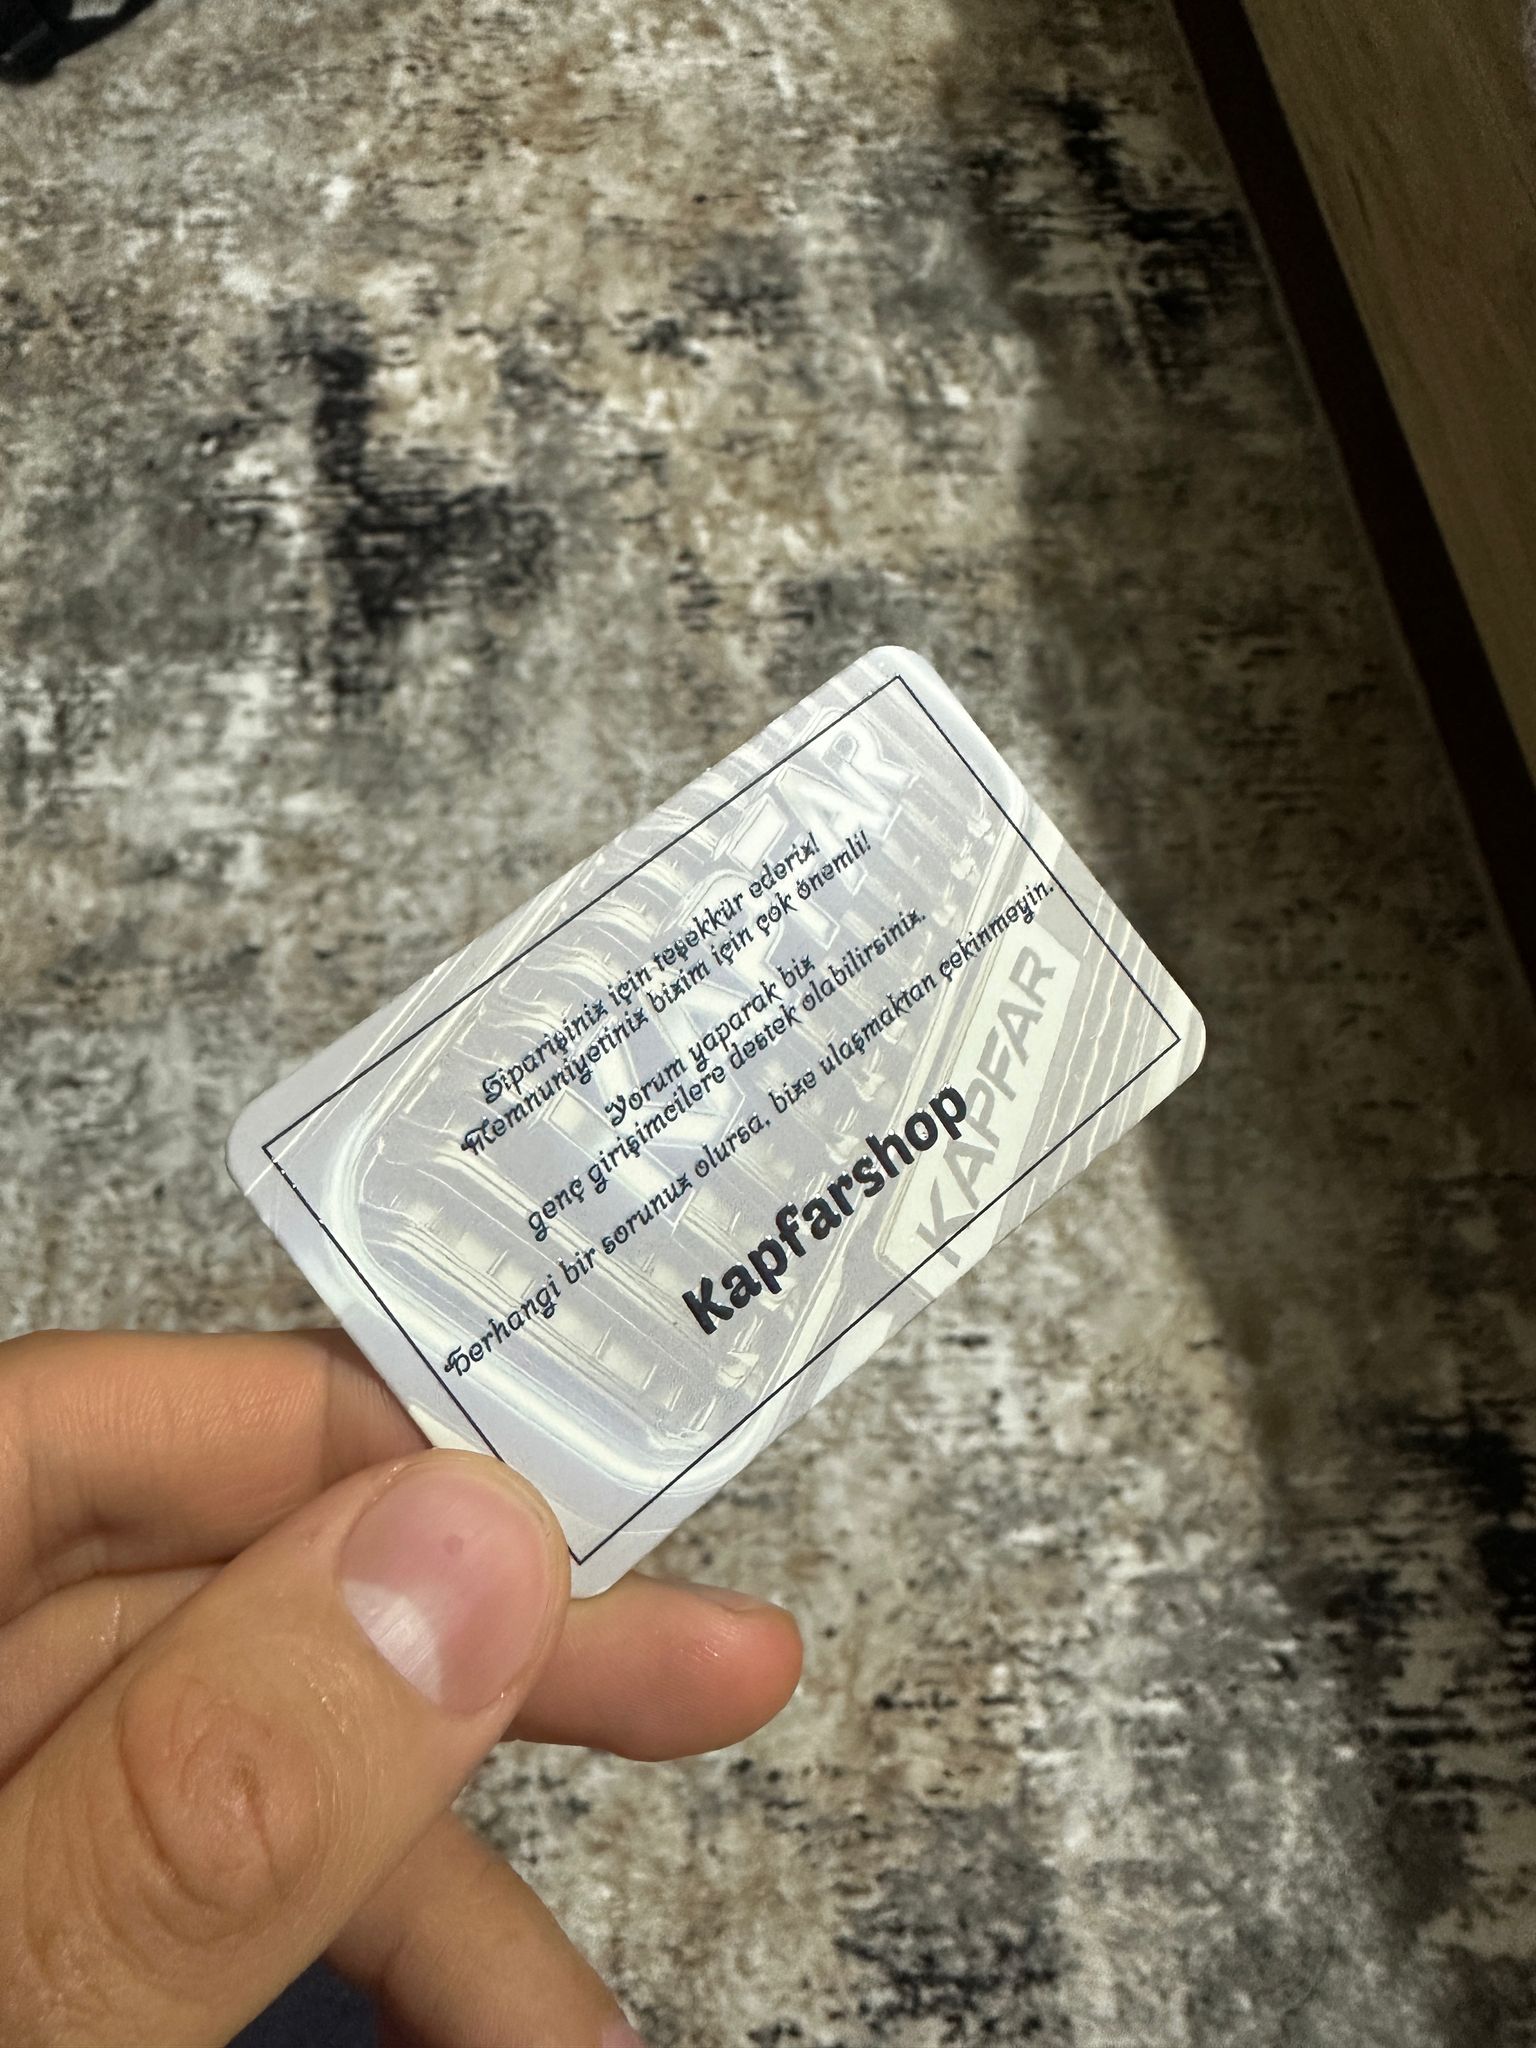 Siparişiniz için teşekkür ederiz!
Memnuniyetiniz bizim için çok önemli!
Yorum yaparak biz
genç girişimcilere destek olabilirsiniz.
Herhangi bir sorunuz olursa, bize ulaşmaktan çekinmeyin.
Kapfarshop
KAPFAR
KAPFAR